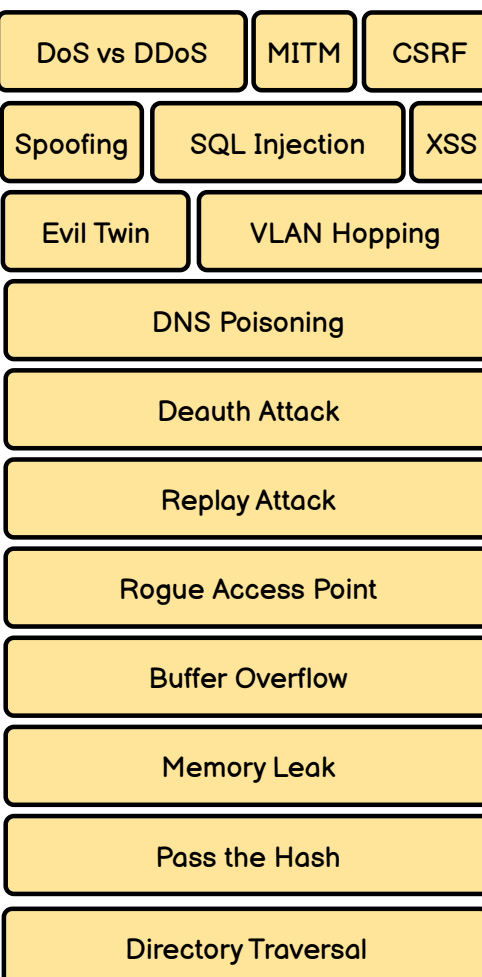 DoS vs DDoS MITM CSRF
Spoofing SQL Injection XSS
Evil Twin VLAN Hopping
DNS Poisoning
Deauth Attack
Replay Attack
Rogue Access Point
Buffer Overflow
Memory Leak
Pass the Hash
Directory Traversal